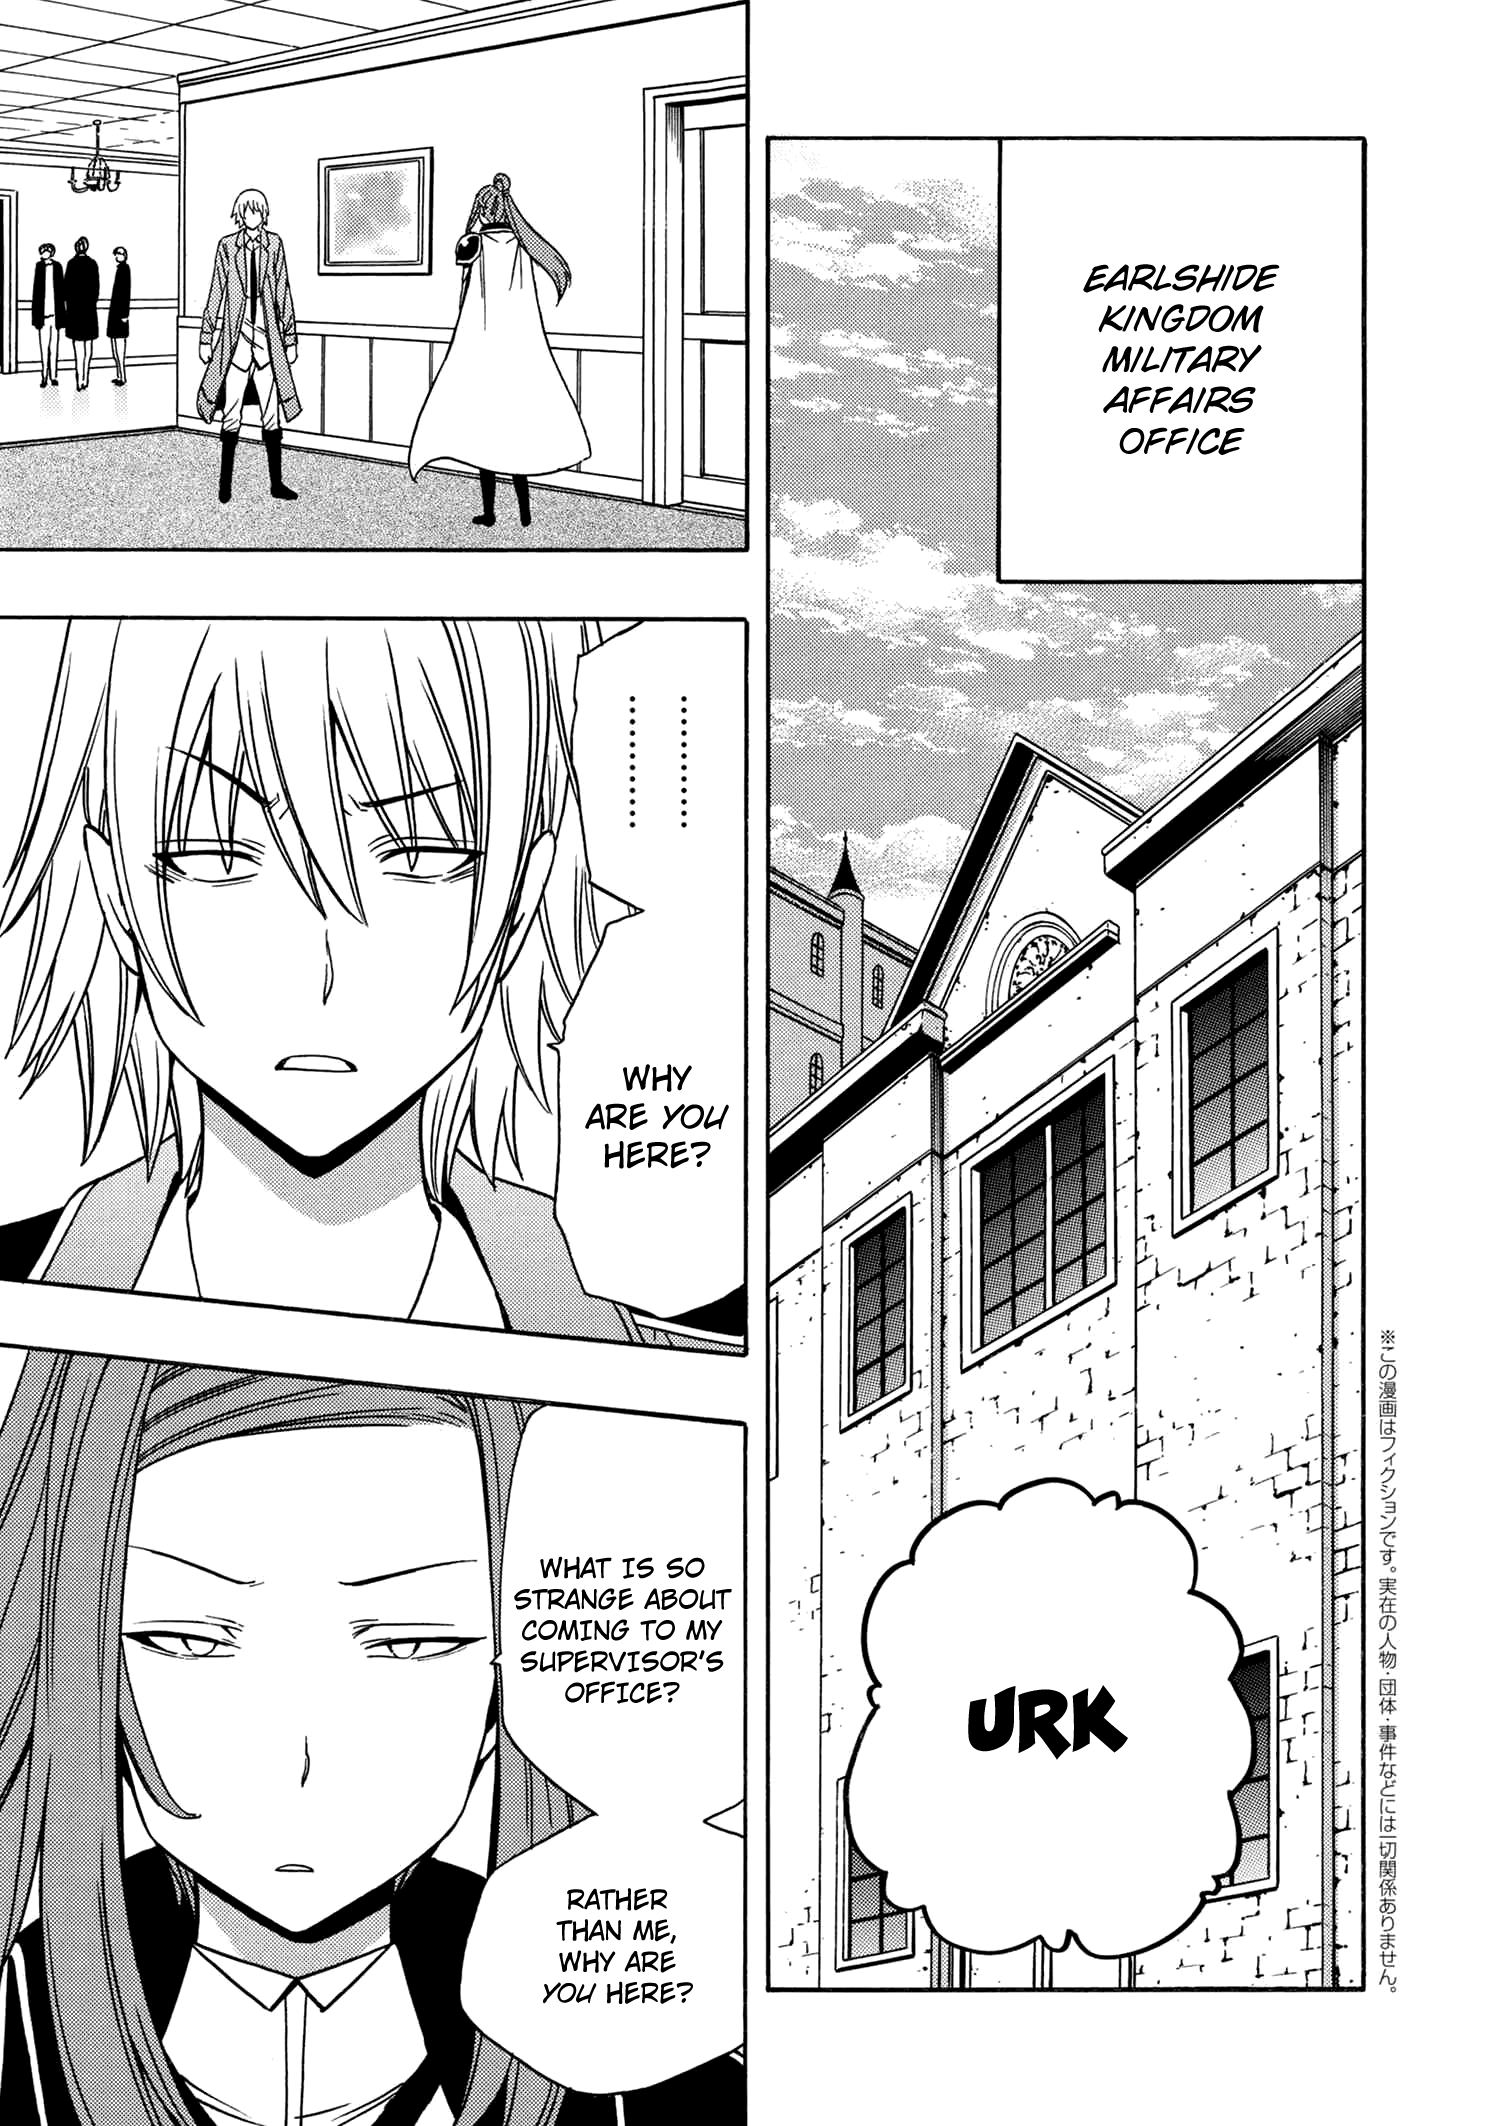 EARLSHIDE
KINGDOM
MILITARY
AFFAIRS
OFFICE
URK
※この漫画はフィクションです。実在の人物・団体・事件などには一切関係ありません。
………
………
WHY
ARE YOU
HERE?
WHAT IS SO
STRANGE ABOUT
COMING TO MY
SUPERVISOR'S
OFFICE?
RATHER
THAN ME,
WHY ARE
YOU HERE?